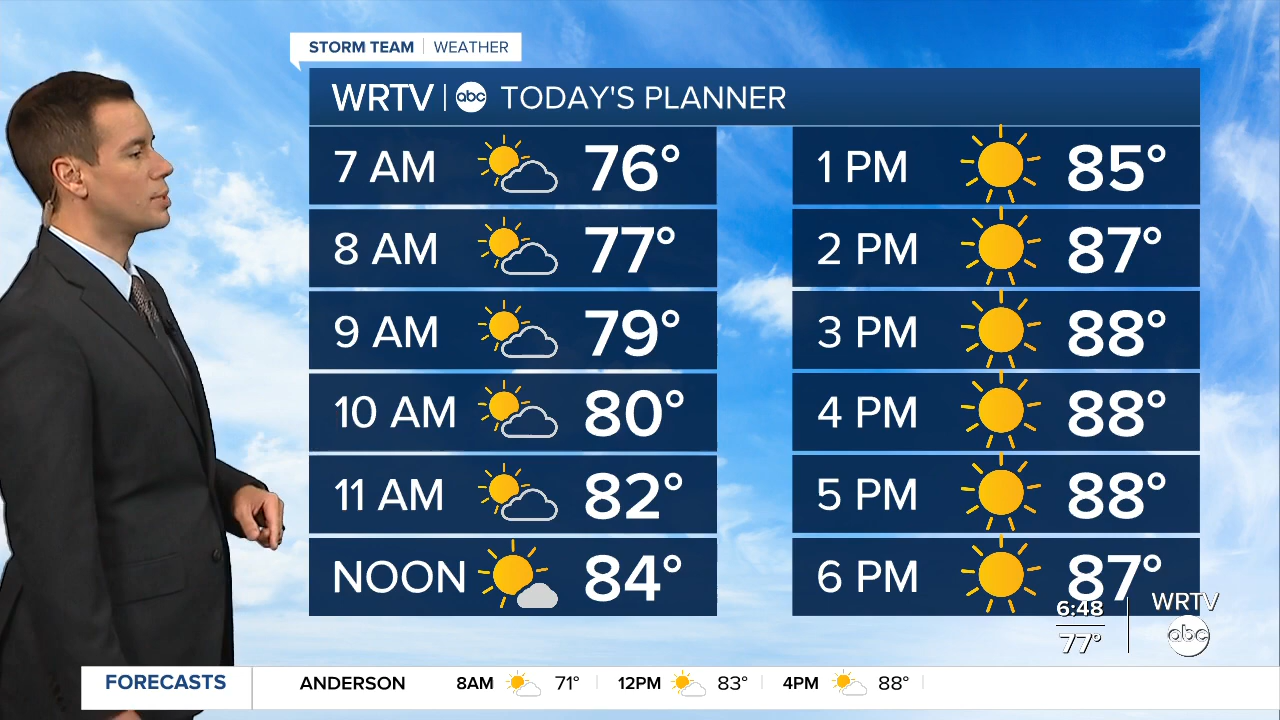 STORM TEAM | WEATHER
WRTV | abc TODAY'S PLANNER
7 AM 76°
8 AM 77°
9 AM 79°
10 AM 80°
11 AM 82°
NOON 84°
1 PM 85°
2 PM 87°
3 PM 88°
4 PM 88°
5 PM 88°
6 PM 87°
6:48
77°
WRTV
abc
FORECASTS ANDERSON 8AM 71° 12PM 83° 4PM 88°